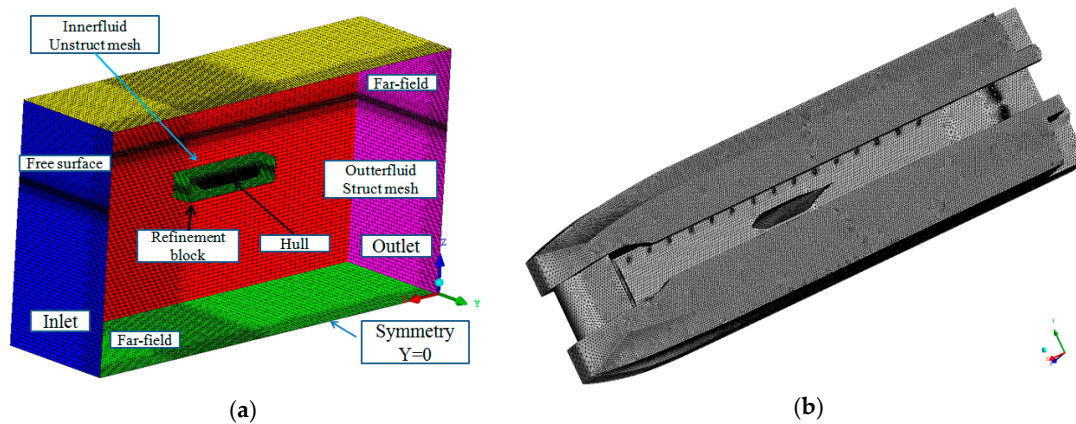 Innerfluid
Unstruct mesh
Far-field
Free surface
Outterfluid
Struct mesh
Refinement
block
Hull
Outlet
Z
Y
Inlet
Far-field
Symmetry
Y=0
(a)
Y
(b)